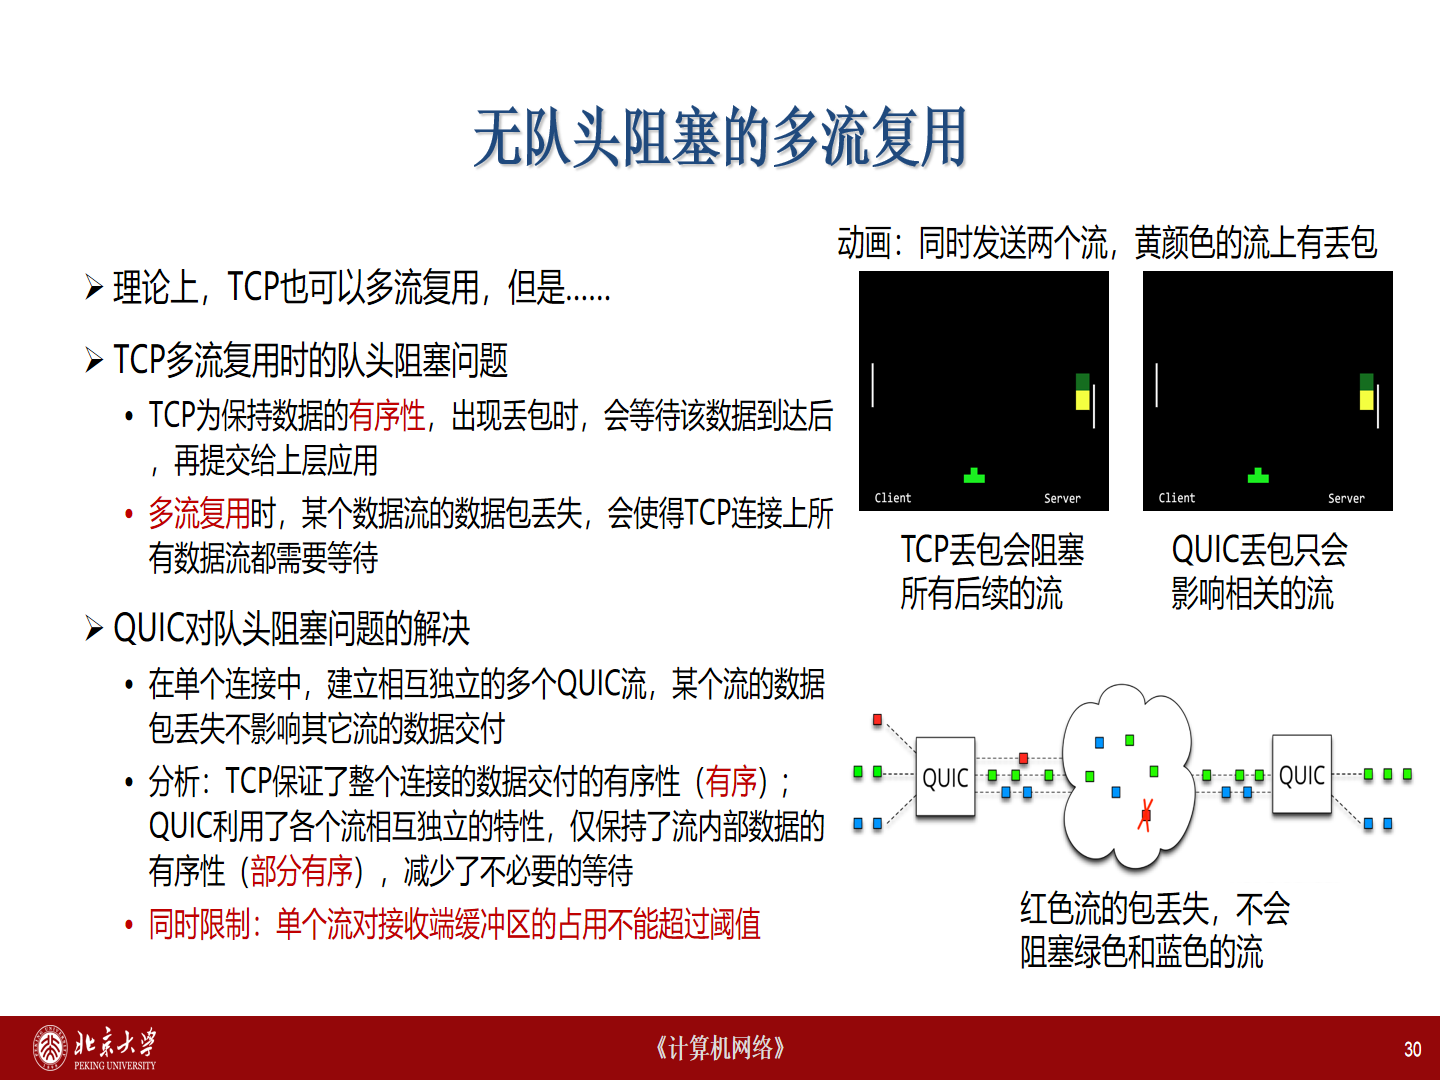 无队头阻塞的多流复用
理论上，TCP也可以多流复用，但是......
TCP多流复用时的队头阻塞问题
• TCP为保持数据的有序性，出现丢包时，会等待该数据到达后
，再提交给上层应用
• 多流复用时，某个数据流的数据包丢失，会使得TCP连接上所
有数据流都需要等待
QUIC对队头阻塞问题的解决
• 在单个连接中，建立相互独立的多个QUIC流，某个流的数据
包丢失不影响其它流的数据交付
• 分析：TCP保证了整个连接的数据交付的有序性（有序）；
QUIC利用了各个流相互独立的特性，仅保持了流内部数据的
有序性（部分有序），减少了不必要的等待
• 同时限制：单个流对接收端缓冲区的占用不能超过阈值
动画：同时发送两个流，黄颜色的流上有丢包
Client Server
Client Server
TCP丢包会阻塞
所有后续的流
QUIC丢包只会
影响相关的流
QUIC
QUIC
红色流的包丢失，不会
阻塞绿色和蓝色的流
北京大学
PEKING UNIVERSITY
《计算机网络》
30